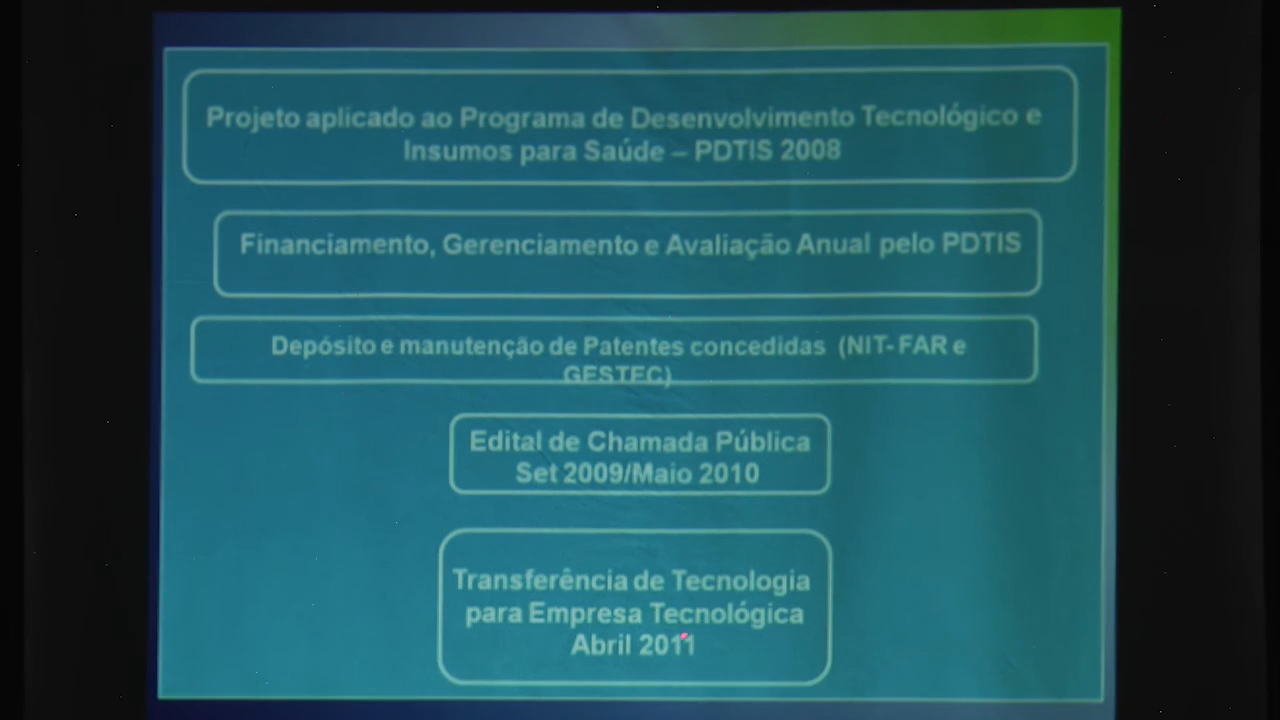 Projeto aplicado ao Programa de Desenvolvimento Tecnológico e
Insumos para Saúde – PDTIS 2008
Financiamento, Gerenciamento e Avaliação Anual pelo PDTIS
Depósito e manutenção de Patentes concedidas (NIT-FAR e
GESTEC)
Edital de Chamada Pública
Set 2009/Maio 2010
Transferência de Tecnologia
para Empresa Tecnológica
Abril 2011